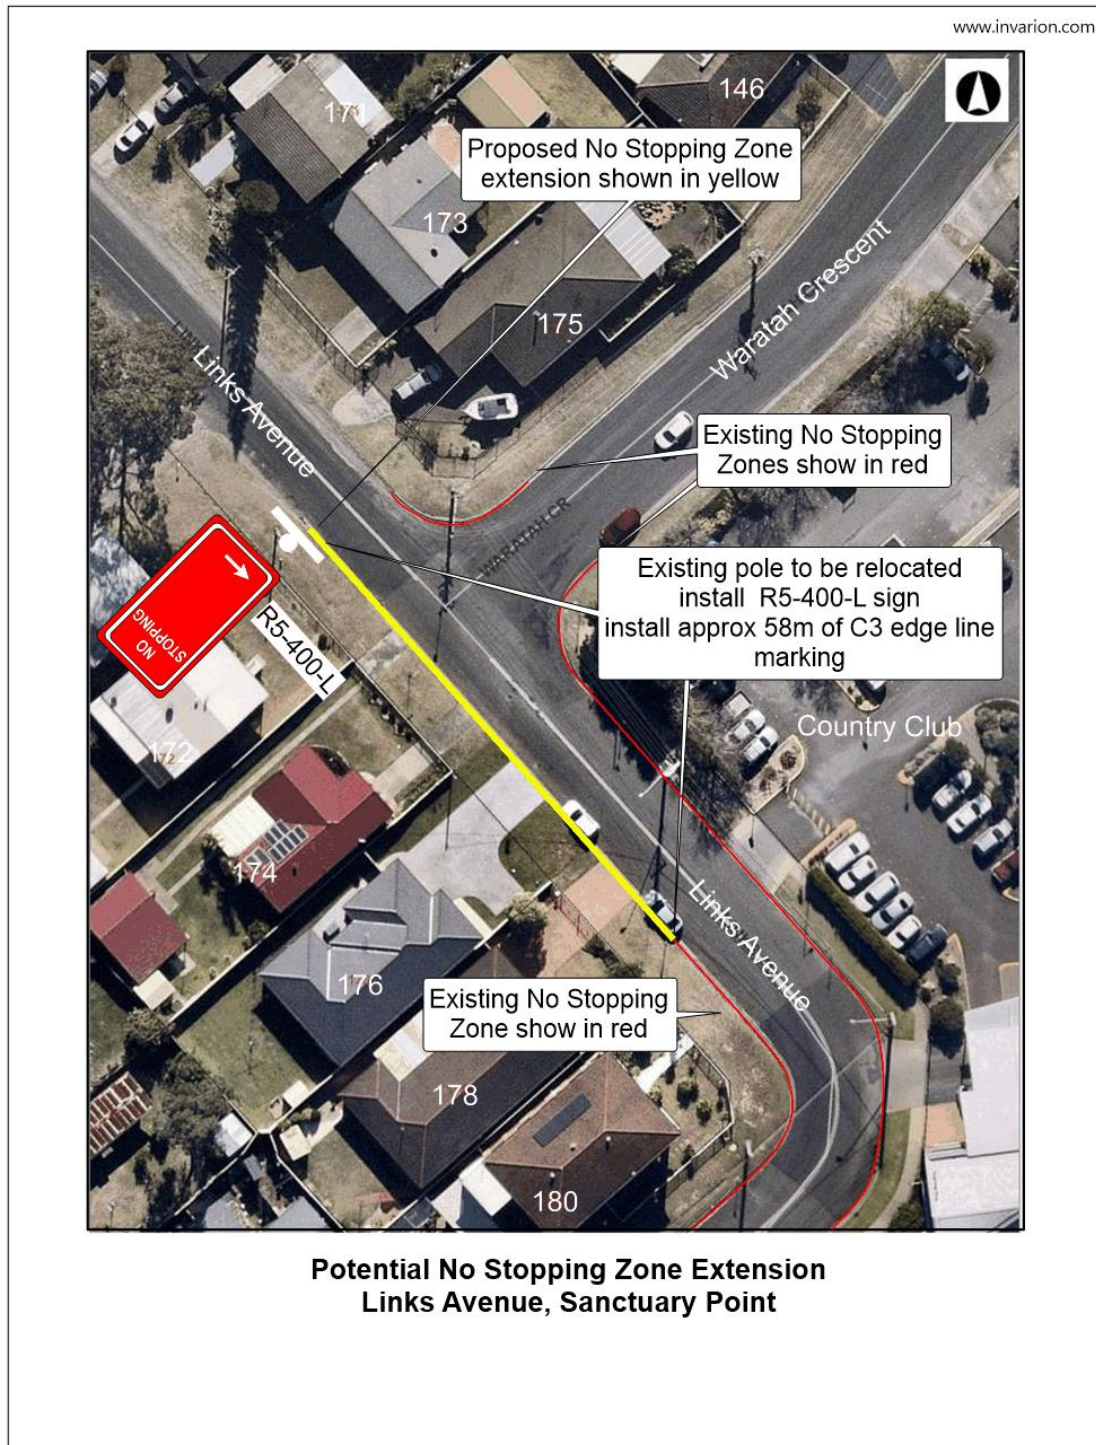 www.invarion.com
171
146
Proposed No Stopping Zone
extension shown in yellow
173
175
Waratah Crescent
Links Avenue
Existing No Stopping
Zones show in red
WARATAH CR
Existing pole to be relocated
install R5-400-L sign
install approx 58m of C3 edge line
marking
NO
STOPPING
R5-400-L
Country Club
172
172
174
Links Avenue
176
Existing No Stopping
Zone show in red
178
180
Potential No Stopping Zone Extension
Links Avenue, Sanctuary Point